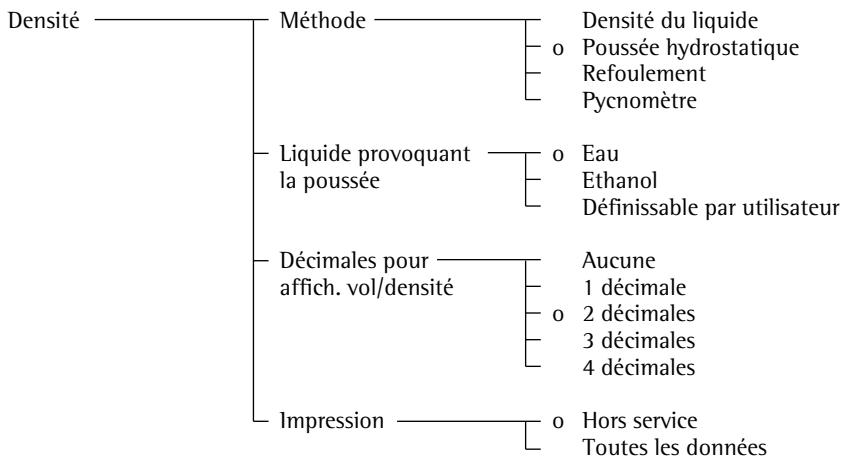 Densité
Méthode
Densité du liquide
o Poussée hydrostatique
Refoulement
Pycnomètre
Liquide provoquant
la poussée
o Eau
Ethanol
Définissable par utilisateur
Décimales pour
affich. vol/densité
Aucune
1 décimale
o 2 décimales
3 décimales
4 décimales
Impression
o Hors service
Toutes les données